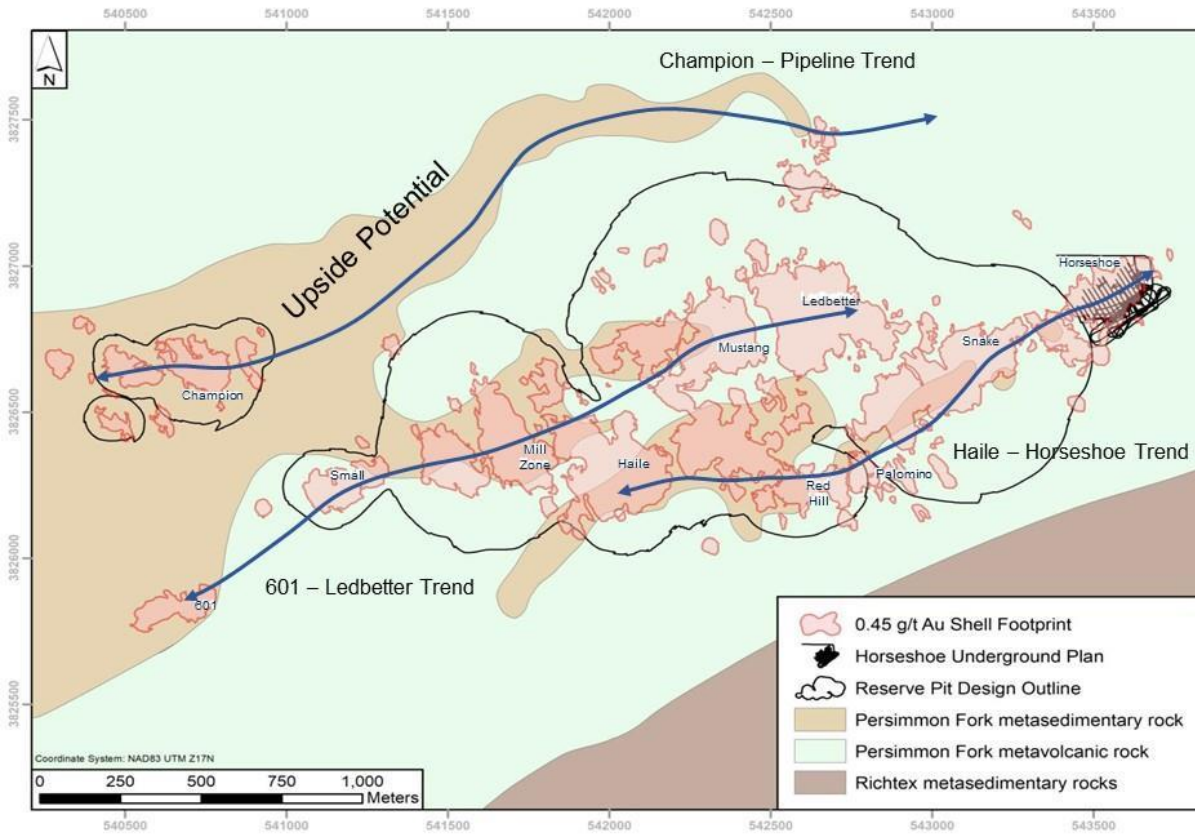 540500 541000 541500 542000 542500 543000 543500
N
Champion – Pipeline Trend
3827500
Upside Potential
3827000
Horseshoe
Ledbetter
Mustang
Snake
Champion
3826500
Haile – Horseshoe Trend
Mill
Zone
Haile
Small
Red
Hill
Palomino
3826000
601 – Ledbetter Trend
601
0.45 g/t Au Shell Footprint
Horseshoe Underground Plan
Reserve Pit Design Outline
Persimmon Fork metasedimentary rock
Persimmon Fork metavolcanic rock
Richtex metasedimentary rocks
3825500
Coordinate System: NAD83 UTM Z17N
0 250 500 750 1,000
Meters
540500 541000 541500 542000 542500 543000 543500